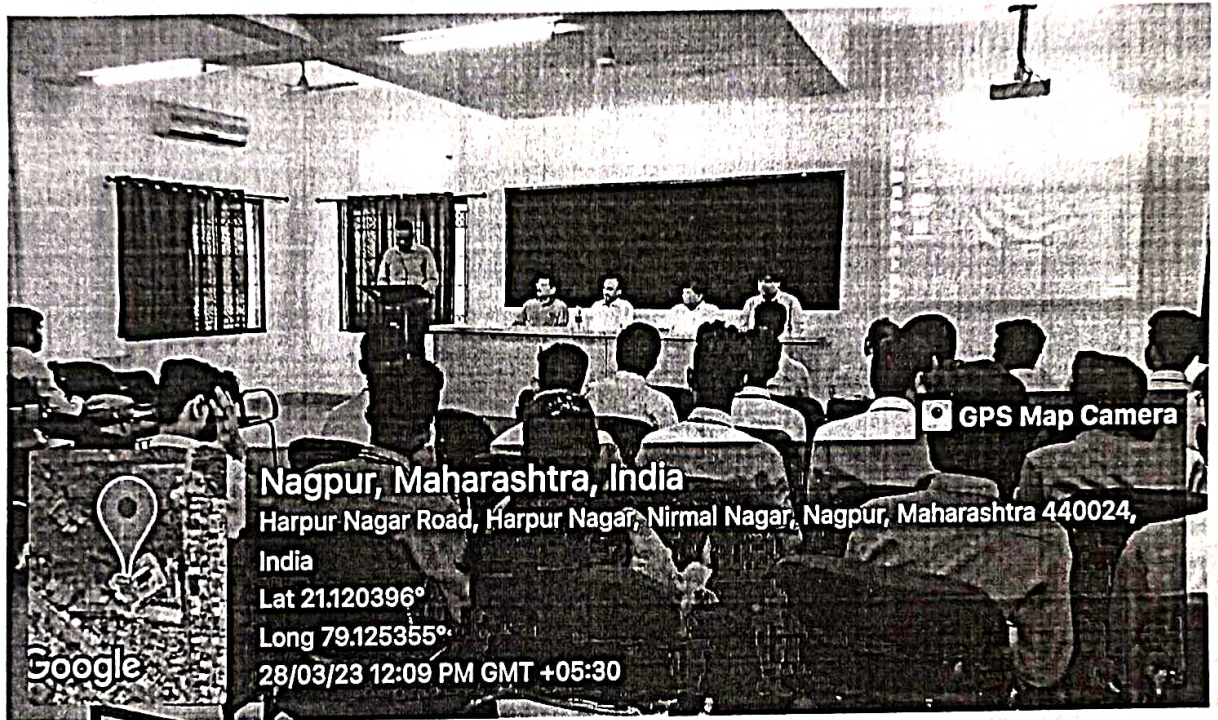 GPS Map Camera
Nagpur, Maharashtra, India
Harpur Nagar Road, Harpur Nagar, Nirmal Nagar, Nagpur, Maharashtra 440024,
India
Lat 21.120396°
Long 79.125355°
28/03/23 12:09 PM GMT +05:30
Google